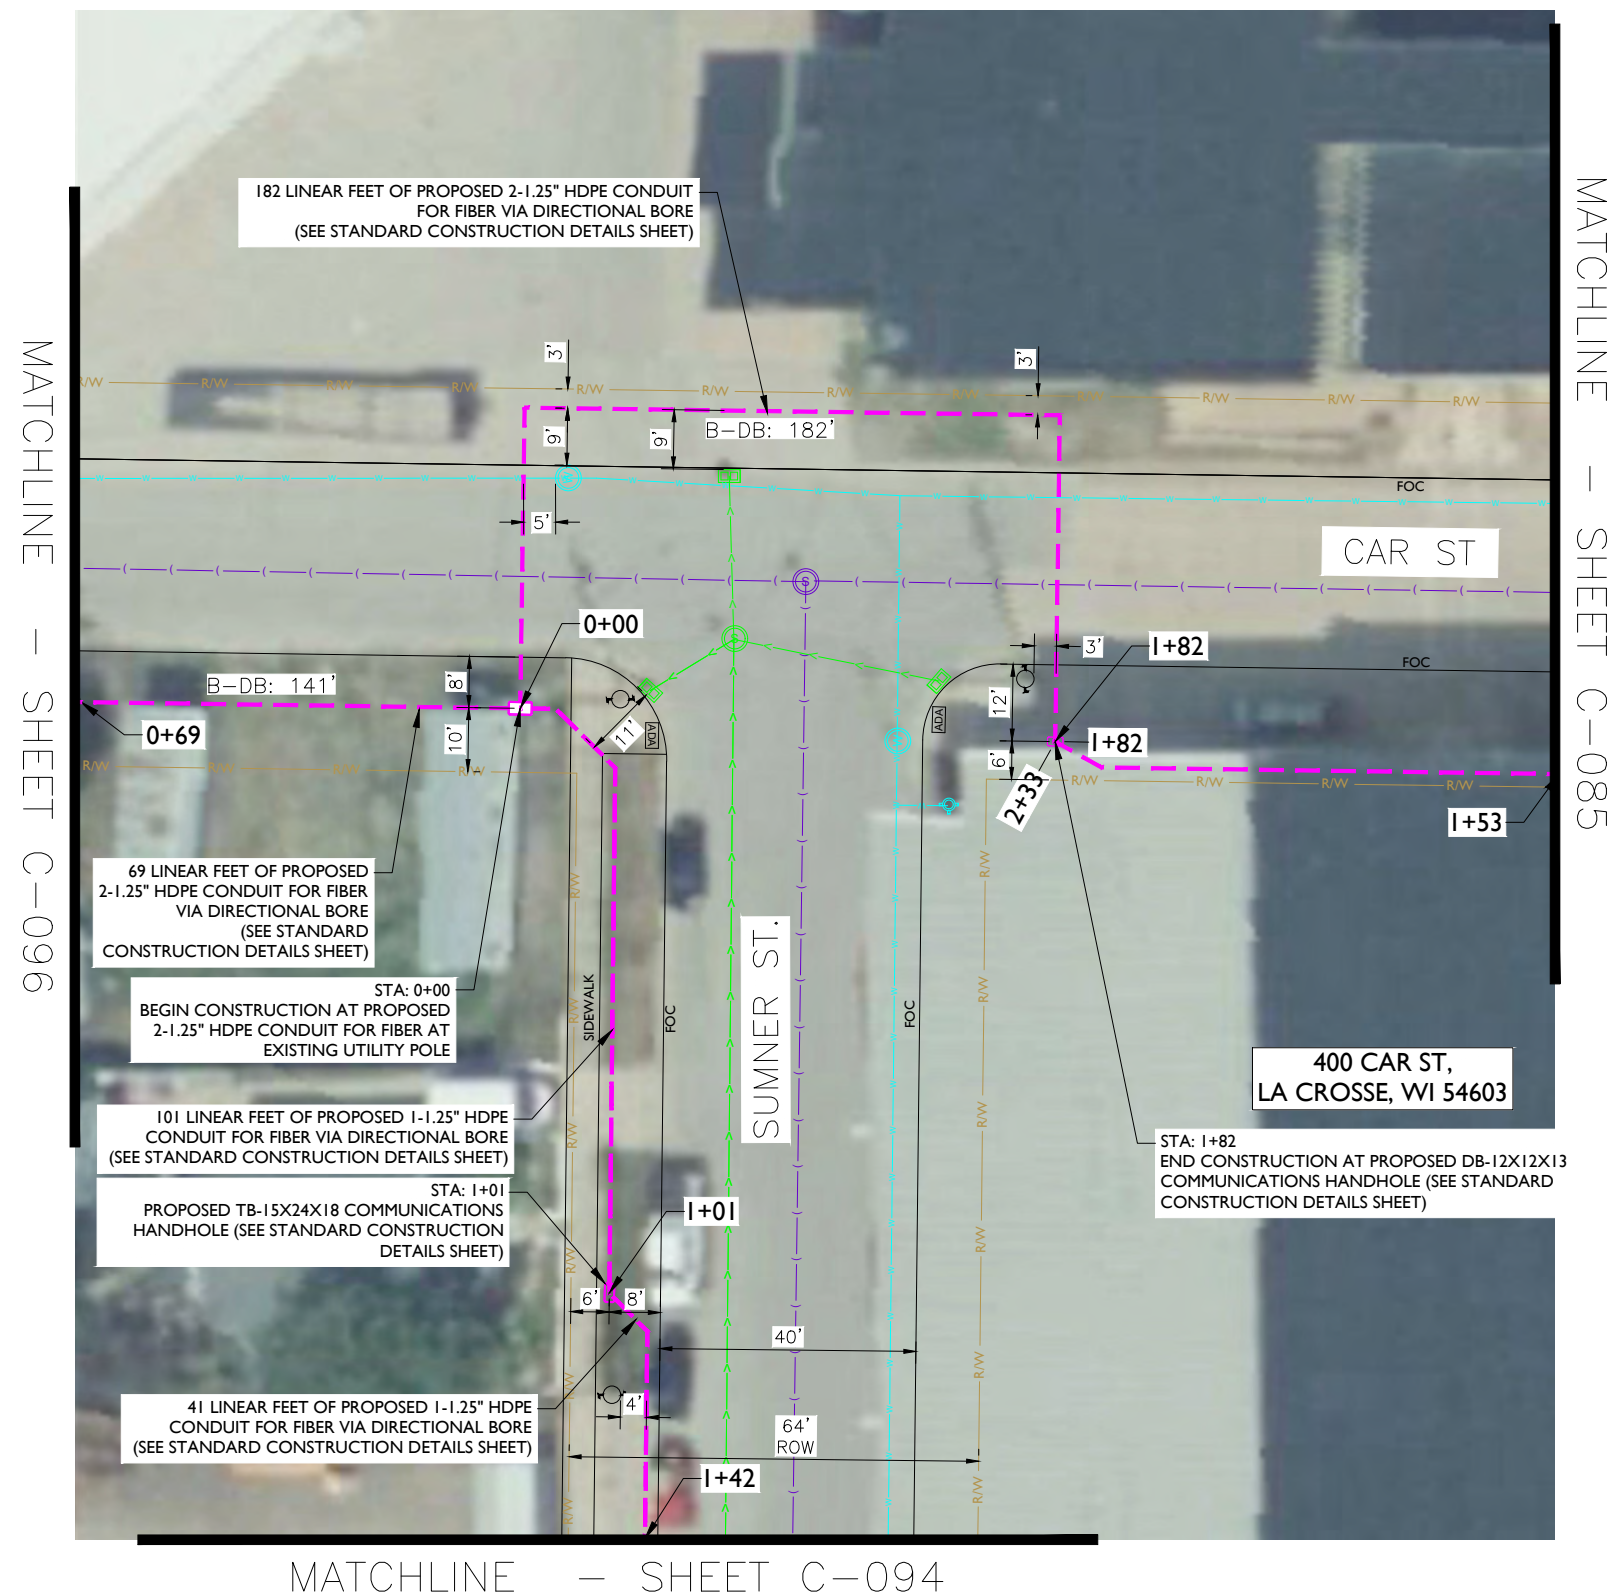 182 LINEAR FEET OF PROPOSED 2-1.25" HDPE CONDUIT
FOR FIBER VIA DIRECTIONAL BORE
(SEE STANDARD CONSTRUCTION DETAILS SHEET)
MATCHLINE – SHEET C-096
MATCHLINE – SHEET C-085
3'
3'
R/W R/W R/W R/W R/W R/W R/W R/W R/W R/W R/W
9'
9'
B-DB: 182'
FOC
5'
CAR ST
S
0+00
3'
1+82
FOC
B-DB: 141'
8'
11'
ADA
ADA
12'
0+69
10'
1+82
6'
R/W R/W R/W R/W
R/W R/W R/W R/W
2+33
1+53
69 LINEAR FEET OF PROPOSED
2-1.25" HDPE CONDUIT FOR FIBER
VIA DIRECTIONAL BORE
(SEE STANDARD
CONSTRUCTION DETAILS SHEET)
STA: 0+00
BEGIN CONSTRUCTION AT PROPOSED
2-1.25" HDPE CONDUIT FOR FIBER AT
EXISTING UTILITY POLE
R/W
R/W
R/W
R/W
R/W
SIDEWALK
FOC
SUMNER ST.
FOC
R/W
R/W
R/W
R/W
R/W
400 CAR ST,
LA CROSSE, WI 54603
101 LINEAR FEET OF PROPOSED 1-1.25" HDPE
CONDUIT FOR FIBER VIA DIRECTIONAL BORE
(SEE STANDARD CONSTRUCTION DETAILS SHEET)
STA: 1+01
PROPOSED TB-15X24X18 COMMUNICATIONS
HANDHOLE (SEE STANDARD CONSTRUCTION
DETAILS SHEET)
1+01
STA: 1+82
END CONSTRUCTION AT PROPOSED DB-12X12X13
COMMUNICATIONS HANDHOLE (SEE STANDARD
CONSTRUCTION DETAILS SHEET)
6'
8'
40'
41 LINEAR FEET OF PROPOSED 1-1.25" HDPE
CONDUIT FOR FIBER VIA DIRECTIONAL BORE
(SEE STANDARD CONSTRUCTION DETAILS SHEET)
4'
64'
ROW
1+42
MATCHLINE – SHEET C-094